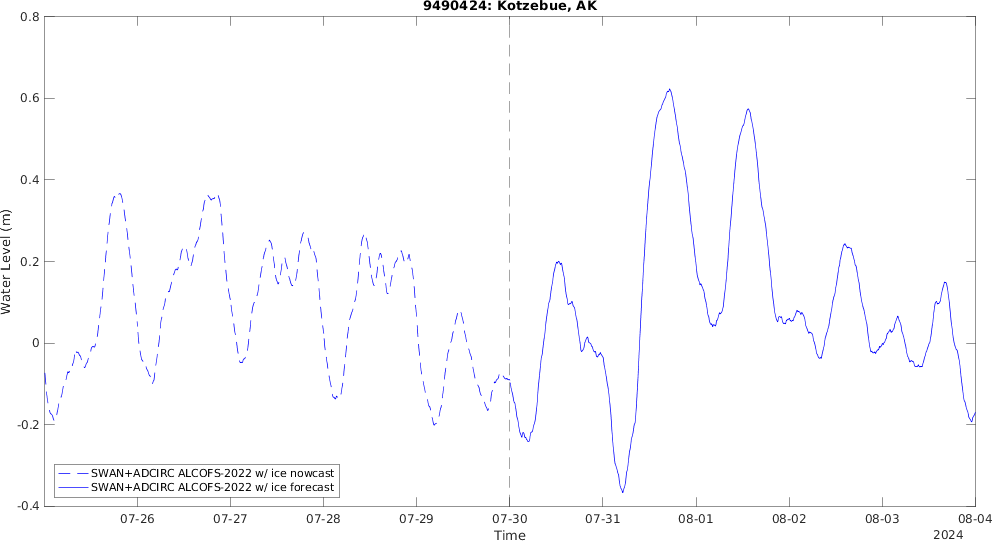 9490424: Kotzebue, AK
0.8
0.6
0.4
0.2
0
-0.2
-0.4
Water Level (m)
SWAN+ADCIRC ALCOFS-2022 w/ ice nowcast
SWAN+ADCIRC ALCOFS-2022 w/ ice forecast
07-26 07-27 07-28 07-29 07-30 07-31 08-01 08-02 08-03 08-04
Time
2024